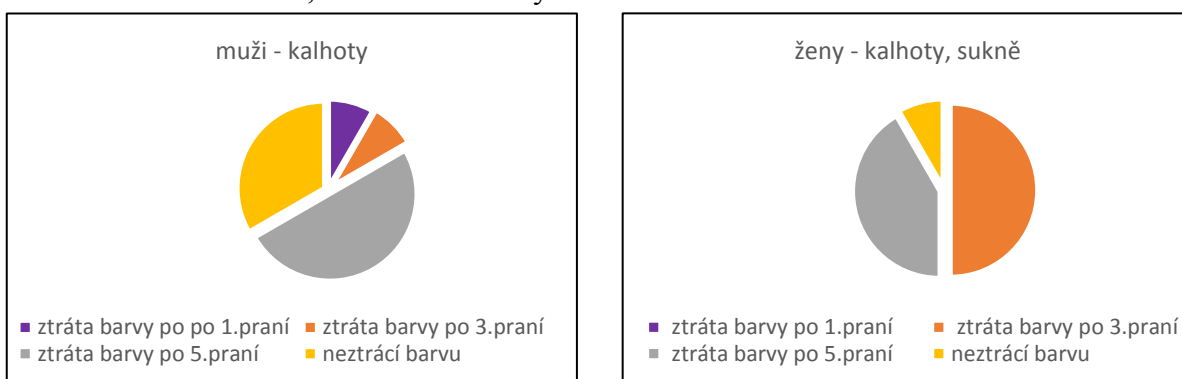 muži - kalhoty
ztráta barvy po po 1.praní ztráta barvy po 3.praní
ztráta barvy po 5.praní neztrácí barvu
ženy - kalhoty, sukně
ztráta barvy po 1.praní ztráta barvy po 3.praní
ztráta barvy po 5.praní neztrácí barvu